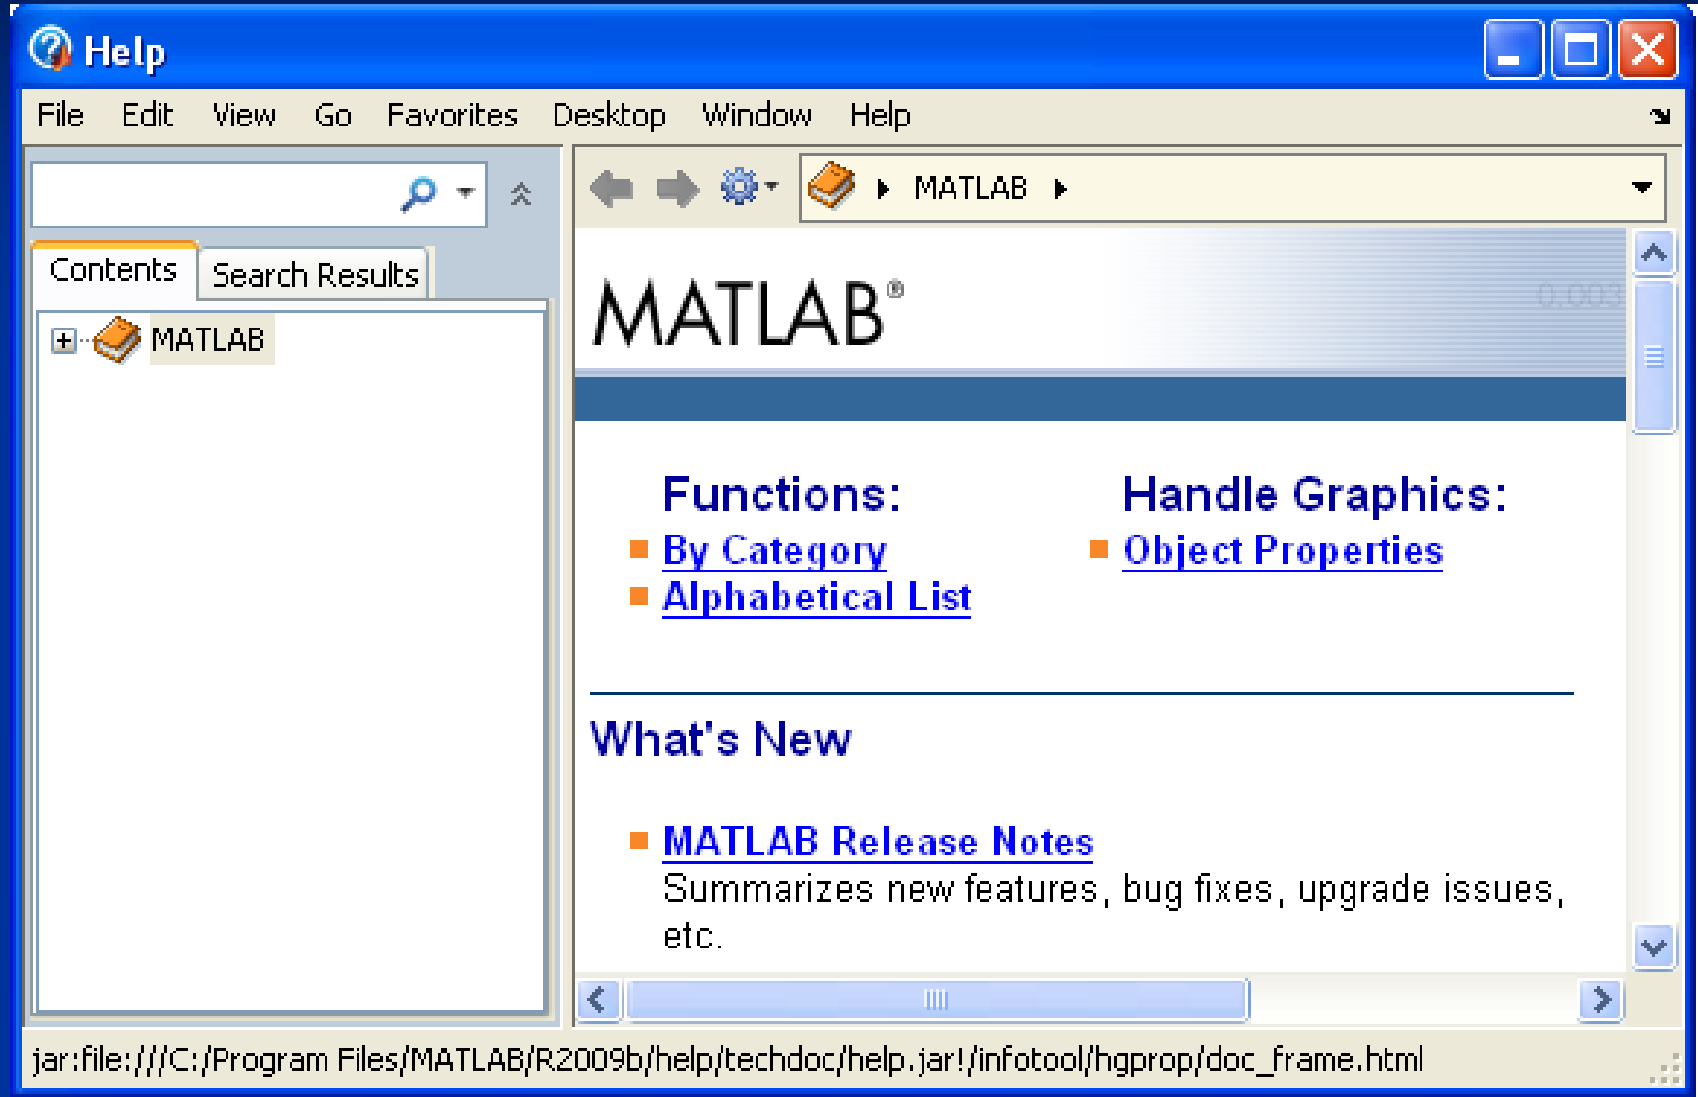 Help
File Edit View Go Favorites Desktop Window Help
MATLAB
Contents Search Results
MATLAB
MATLAB®
0.003
Functions:
By Category
Alphabetical List
Handle Graphics:
Object Properties
What's New
MATLAB Release Notes
Summarizes new features, bug fixes, upgrade issues,
etc.
jar:file:///C:/Program Files/MATLAB/R2009b/help/techdoc/help.jar!/infotool/hgprop/doc_frame.html